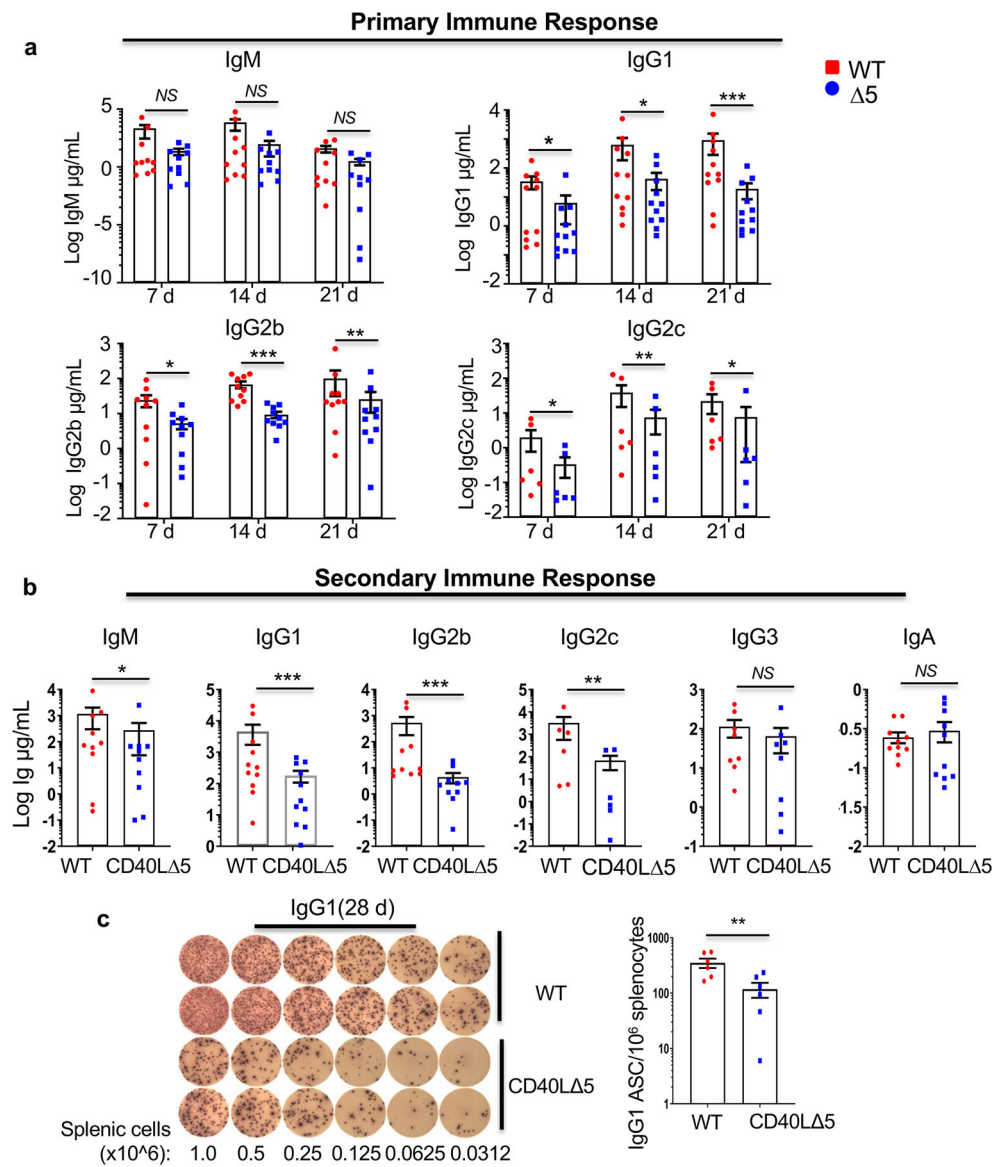 Primary Immune Response
a
IgM
IgG1
WT
Δ5
Log IgM µg/mL
5
0
-5
-10
NS
NS
NS
7 d
14 d
21 d
Log IgG1 µg/mL
4
2
0
-2
*
*
***
7 d
14 d
21 d
IgG2b
IgG2c
Log IgG2b µg/mL
3
2
1
0
-1
-2
*
***
**
7 d
14 d
21 d
Log IgG2c µg/mL
3
2
1
0
-1
-2
*
**
*
7 d
14 d
21 d
Secondary Immune Response
b
IgM
IgG1
IgG2b
IgG2c
IgG3
IgA
Log Ig µg/mL
4
3
2
1
0
-1
-2
*
WT CD40LΔ5
5
4
3
2
1
0
***
WT CD40LΔ5
4
3
2
1
0
-1
-2
***
WT CD40LΔ5
5
4
3
2
1
0
-1
-2
**
WT CD40LΔ5
3
2
1
0
-1
NS
WT CD40LΔ5
0
-0.5
-1
-1.5
-2
NS
WT CD40LΔ5
c
IgG1(28 d)
WT
CD40LΔ5
Splenic cells
(x10^6): 1.0 0.5 0.25 0.125 0.0625 0.0312
IgG1 ASC/10⁶ splenocytes
1000
100
10
1
**
WT CD40LΔ5